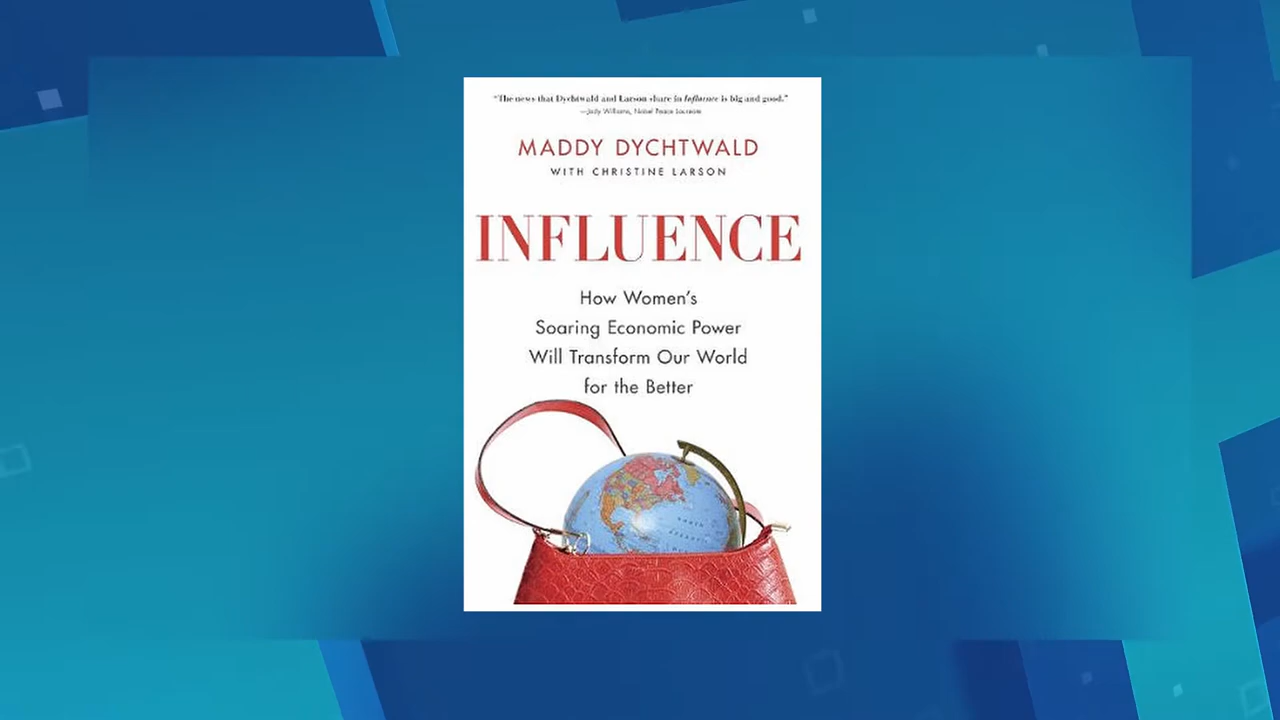 "The news that Dychtwald and Larson share in Influence is big and good."
—Jody Williams, Nobel Peace Laureate
MADDY DYCHTWALD
WITH CHRISTINE LARSON
INFLUENCE
How Women's
Soaring Economic Power
Will Transform Our World
for the Better